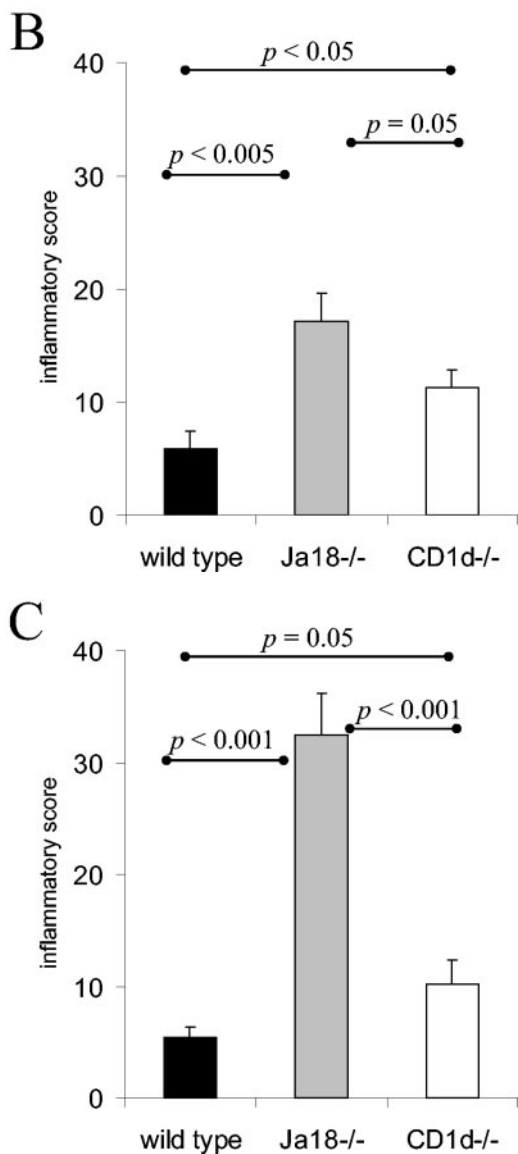 B
40
30
20
10
0
inflammatory score
p < 0.05
p = 0.05
p < 0.005
wild type Ja18-/- CD1d-/-
C
40
30
20
10
0
inflammatory score
p = 0.05
p < 0.001
p < 0.001
wild type Ja18-/- CD1d-/-